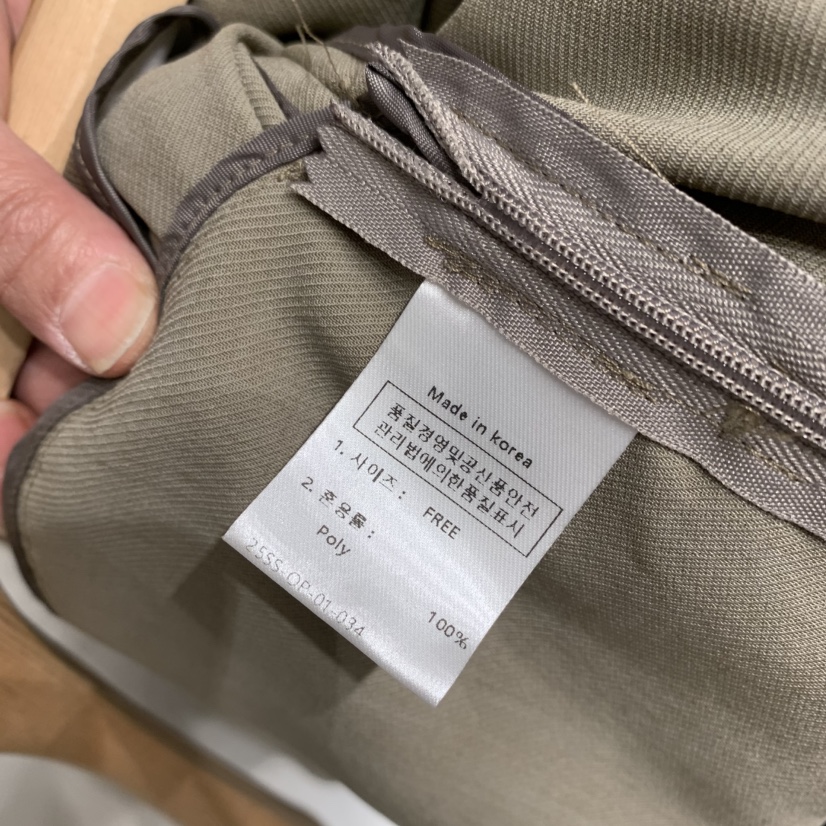 Made in korea
품질경영및공산품안전
관리법에의한품질표시
1. 사이즈 : FREE
2. 혼용률 :
Poly 100%
25SS-OP-01-034